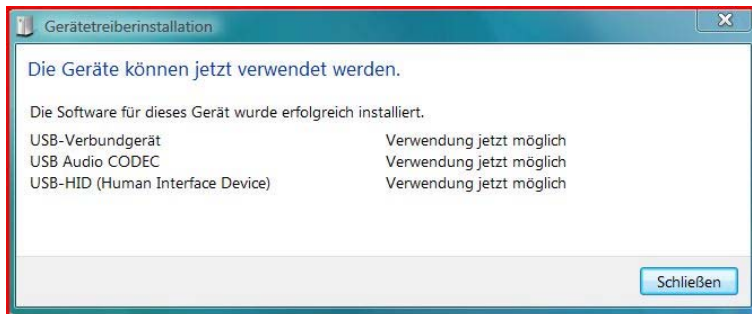 Gerätetreiberinstallation
Die Geräte können jetzt verwendet werden.
Die Software für dieses Gerät wurde erfolgreich installiert.
USB-Verbundgerät Verwendung jetzt möglich
USB Audio CODEC Verwendung jetzt möglich
USB-HID (Human Interface Device) Verwendung jetzt möglich
Schließen